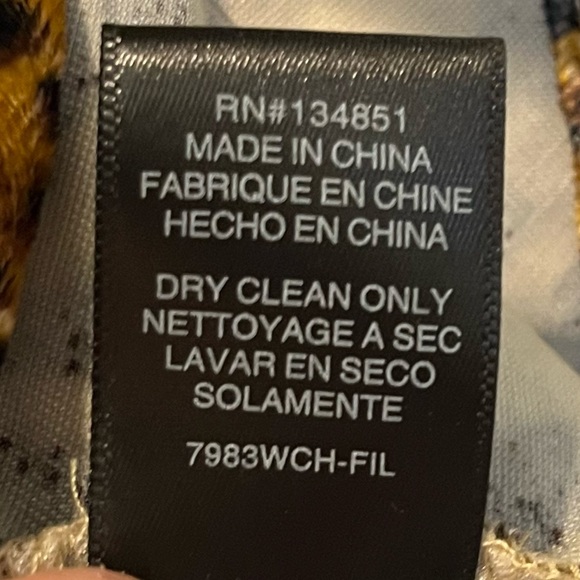 RN#134851
MADE IN CHINA
FABRIQUE EN CHINE
HECHO EN CHINA
DRY CLEAN ONLY
NETTOYAGE A SEC
LAVAR EN SECO
SOLAMENTE
7983WCH-FIL